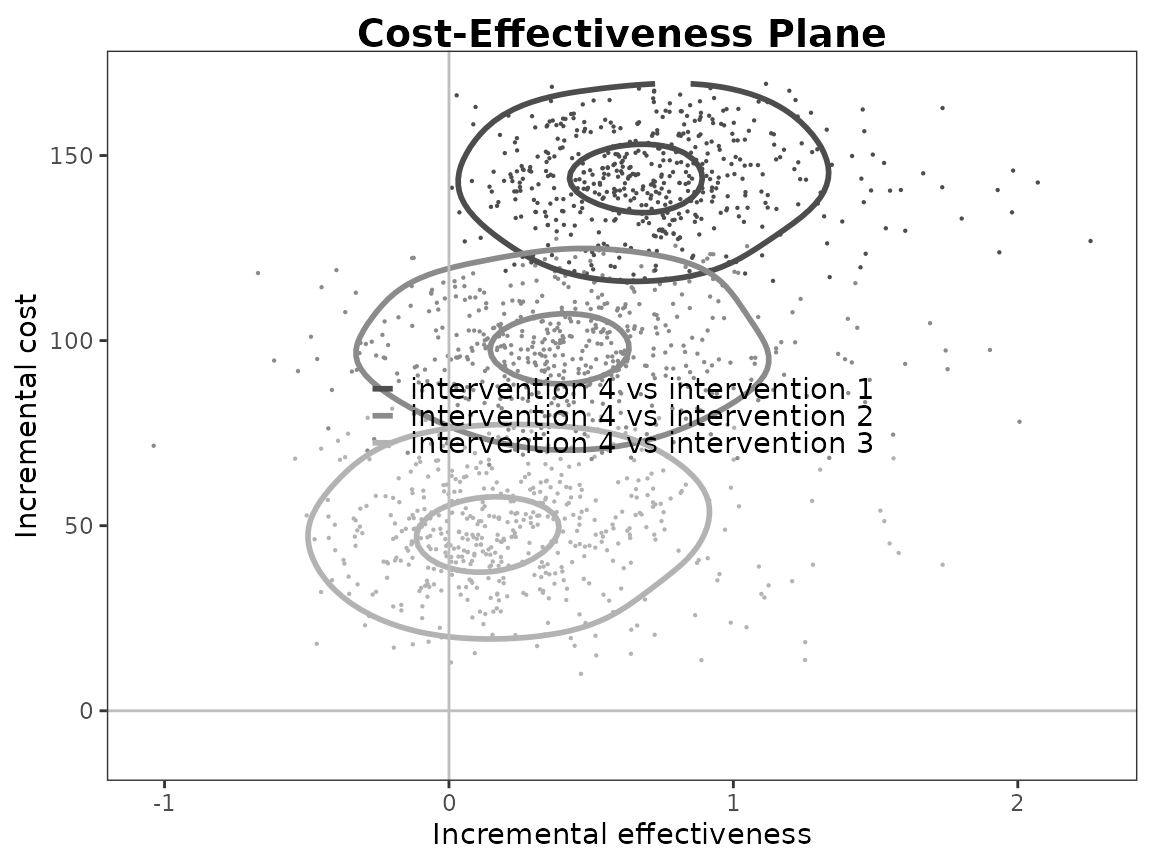 Cost-Effectiveness Plane
Incremental cost
150
100
50
0
intervention 4 vs intervention 1
intervention 4 vs intervention 2
intervention 4 vs intervention 3
-1
0
1
2
Incremental effectiveness